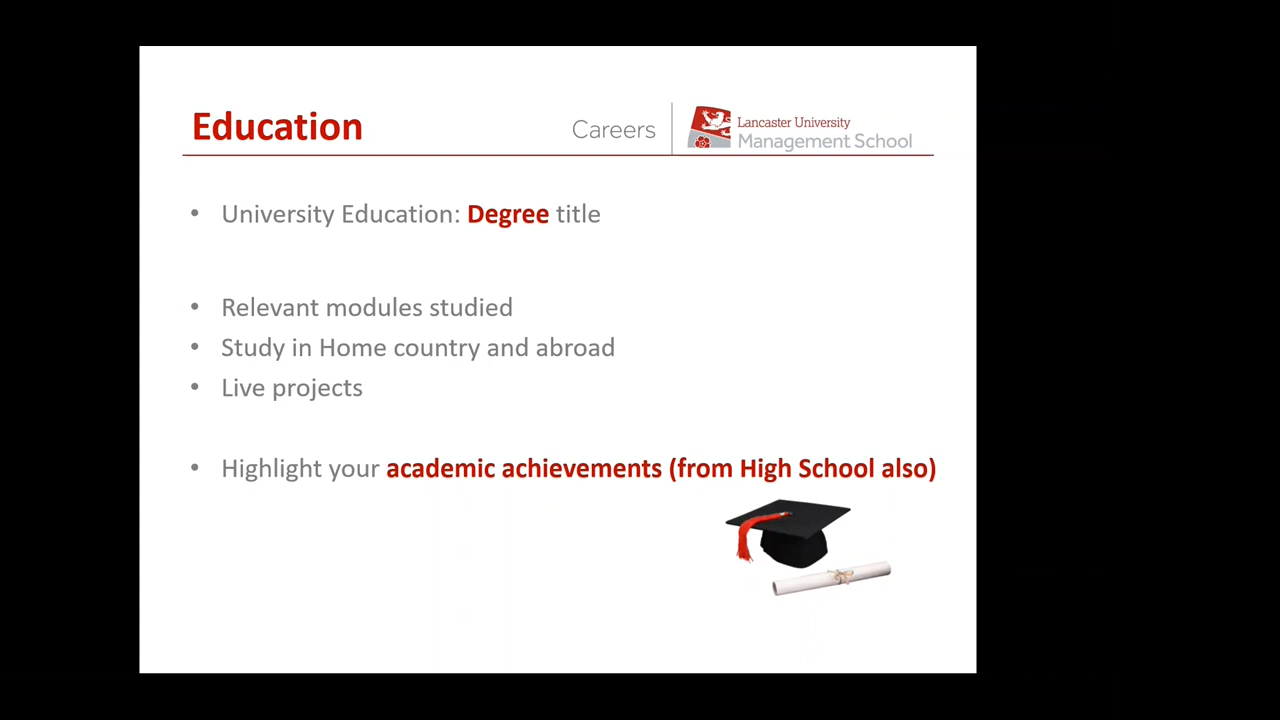 Education
Careers
Lancaster University
Management School
• University Education: Degree title
• Relevant modules studied
• Study in Home country and abroad
• Live projects
• Highlight your academic achievements (from High School also)